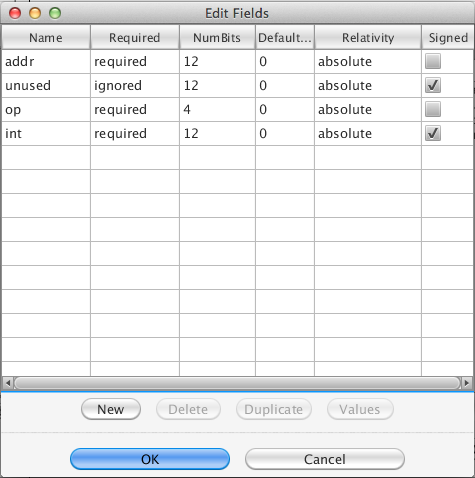 Edit Fields
Name Required NumBits Default... Relativity Signed
addr required 12 0 absolute
unused ignored 12 0 absolute
op required 4 0 absolute
int required 12 0 absolute
New Delete Duplicate Values
OK Cancel